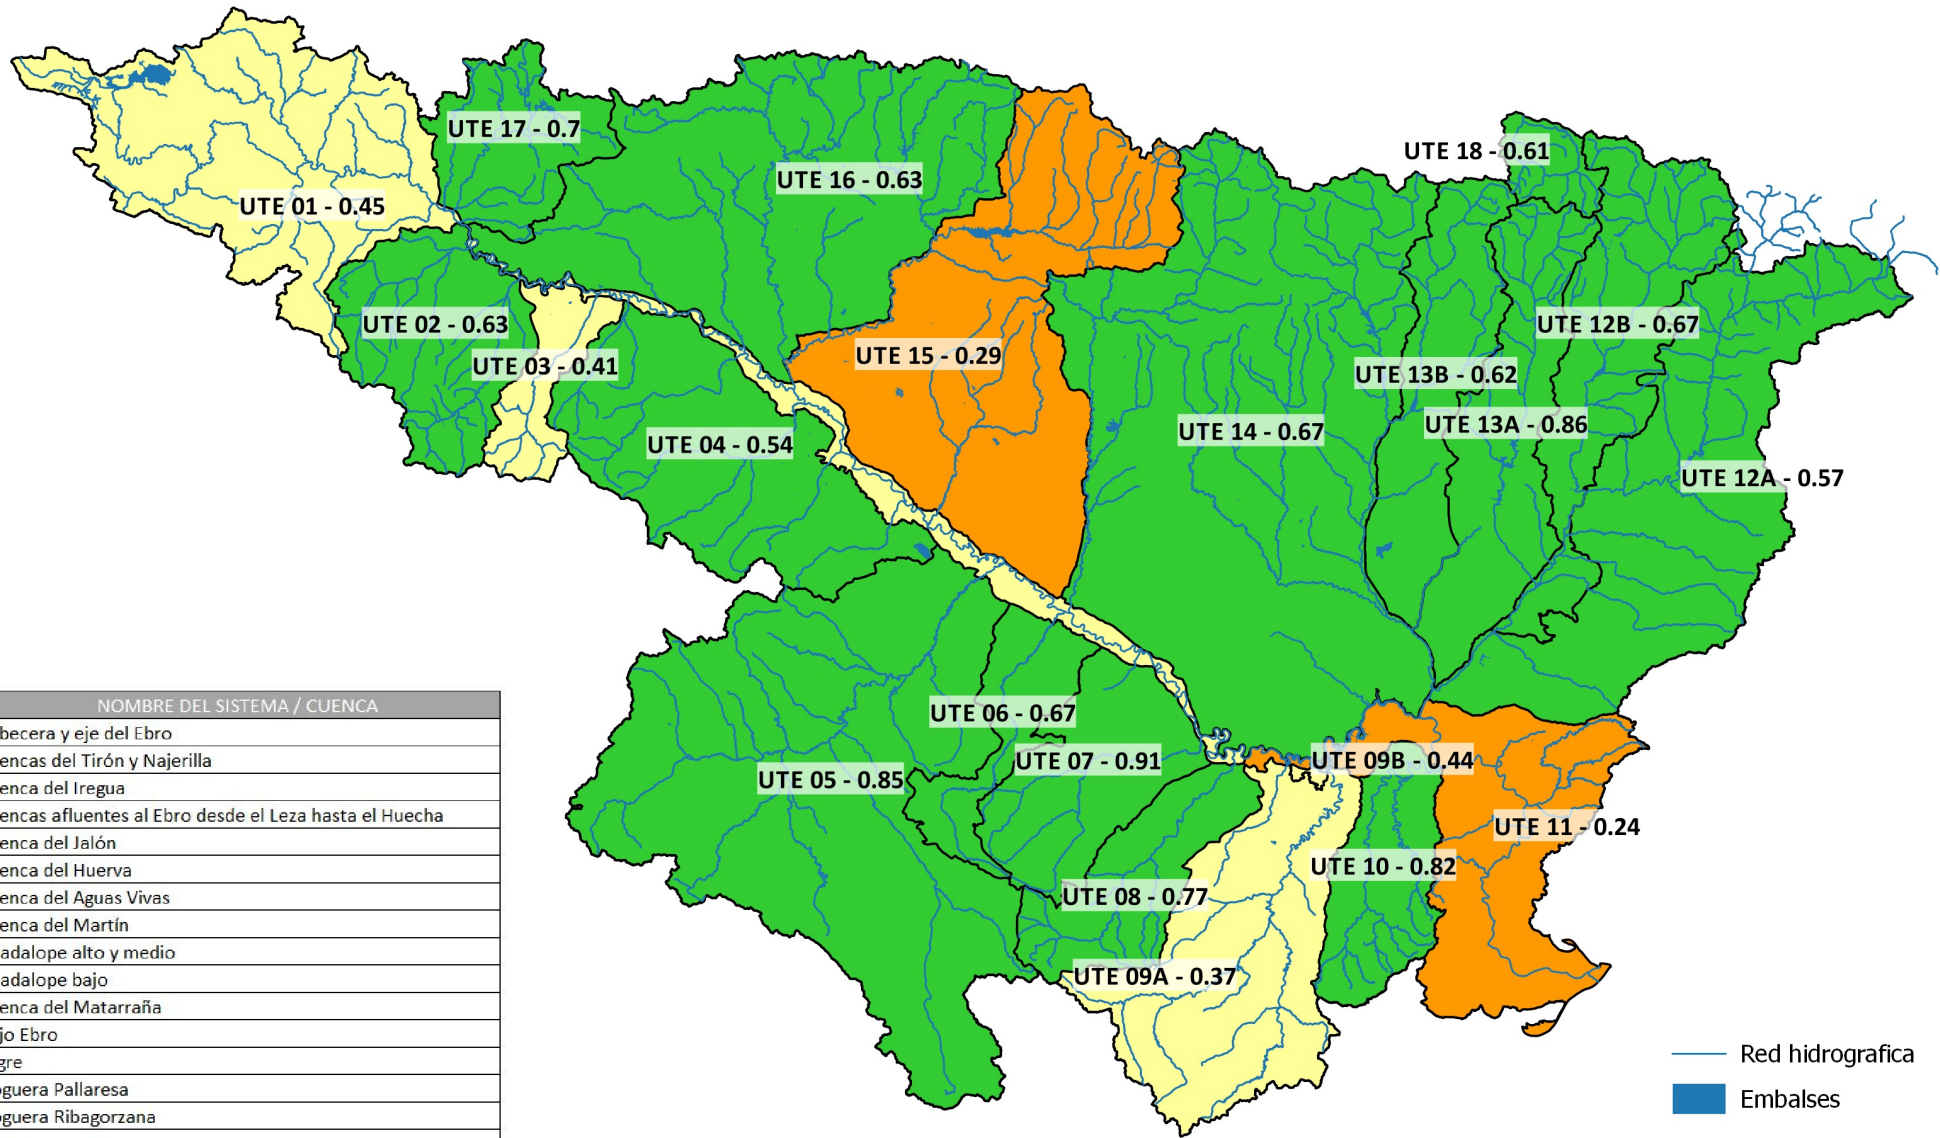 UTE 17 - 0.7
UTE 18 - 0.61
UTE 16 - 0.63
UTE 01 - 0.45
UTE 02 - 0.63
UTE 12B - 0.67
UTE 15 - 0.29
UTE 03 - 0.41
UTE 13B - 0.62
UTE 13A - 0.86
UTE 14 - 0.67
UTE 04 - 0.54
UTE 12A - 0.57
UTE 06 - 0.67
UTE 07 - 0.91
UTE 09B - 0.44
UTE 05 - 0.85
UTE 11 - 0.24
UTE 10 - 0.82
UTE 08 - 0.77
UTE 09A - 0.37
NOMBRE DEL SISTEMA / CUENCA
becera y eje del Ebro
encas del Tirón y Najerilla
enca del Iregua
encas afluentes al Ebro desde el Leza hasta el Huecha
enca del Jalón
enca del Huerva
enca del Aguas Vivas
enca del Martín
adalope alto y medio
adalope bajo
enca del Matarraña
jo Ebro
gre
guera Pallaresa
guera Ribagorzana
Red hidrografica
Embalses